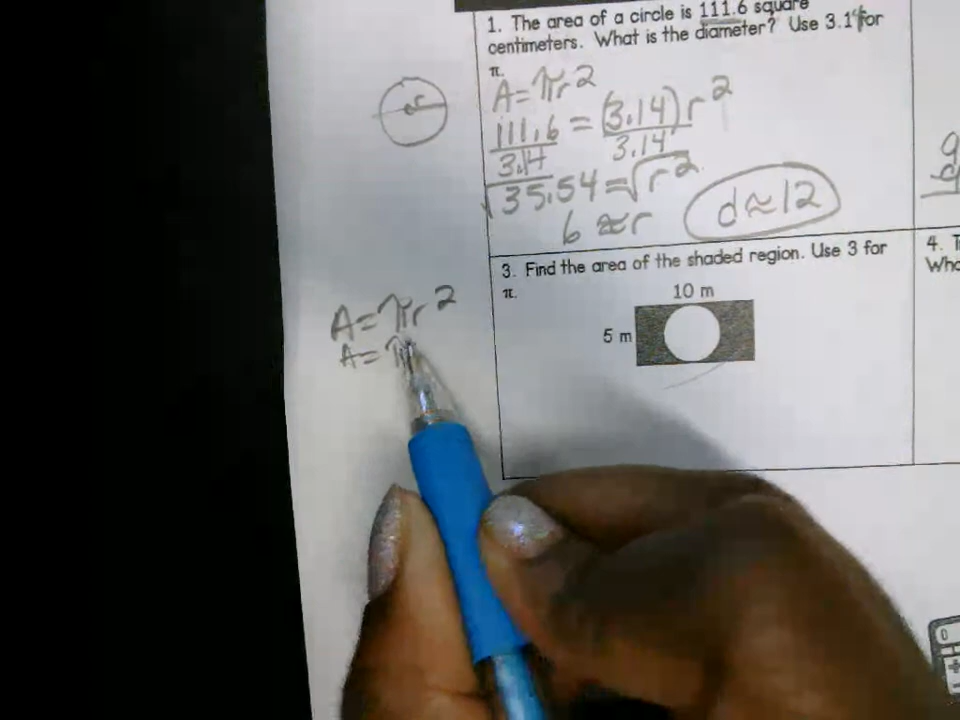 1. The area of a circle is 111.6 square
centimeters. What is the diameter? Use 3.14 for
π.
A = πr²
111.6 = (3.14) r²
3.14 3.14
√35.54 = √r²
6 ≈ r
d ≈ 12
r
3. Find the area of the shaded region. Use 3 for
π.
10 m
5 m
A = πr²
A = π
4.
0
+